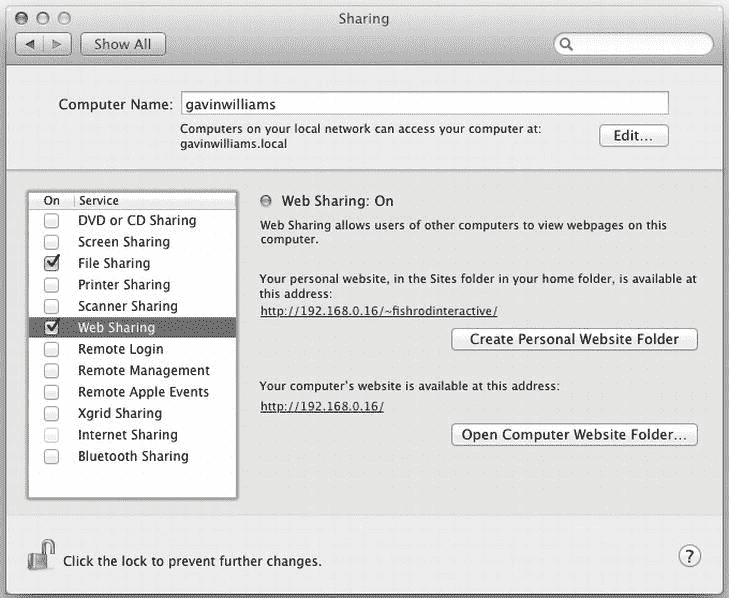 Sharing
Show All
Computer Name: gavinwilliams
Computers on your local network can access your computer at:
gavinwilliams.local
Edit...
On Service
DVD or CD Sharing
Screen Sharing
File Sharing
Printer Sharing
Scanner Sharing
Web Sharing
Remote Login
Remote Management
Remote Apple Events
Xgrid Sharing
Internet Sharing
Bluetooth Sharing
Web Sharing: On
Web Sharing allows users of other computers to view webpages on this
computer.
Your personal website, in the Sites folder in your home folder, is available at
this address:
http://192.168.0.16/~fishrodinteractive/
Create Personal Website Folder
Your computer's website is available at this address:
http://192.168.0.16/
Open Computer Website Folder...
Click the lock to prevent further changes.
?